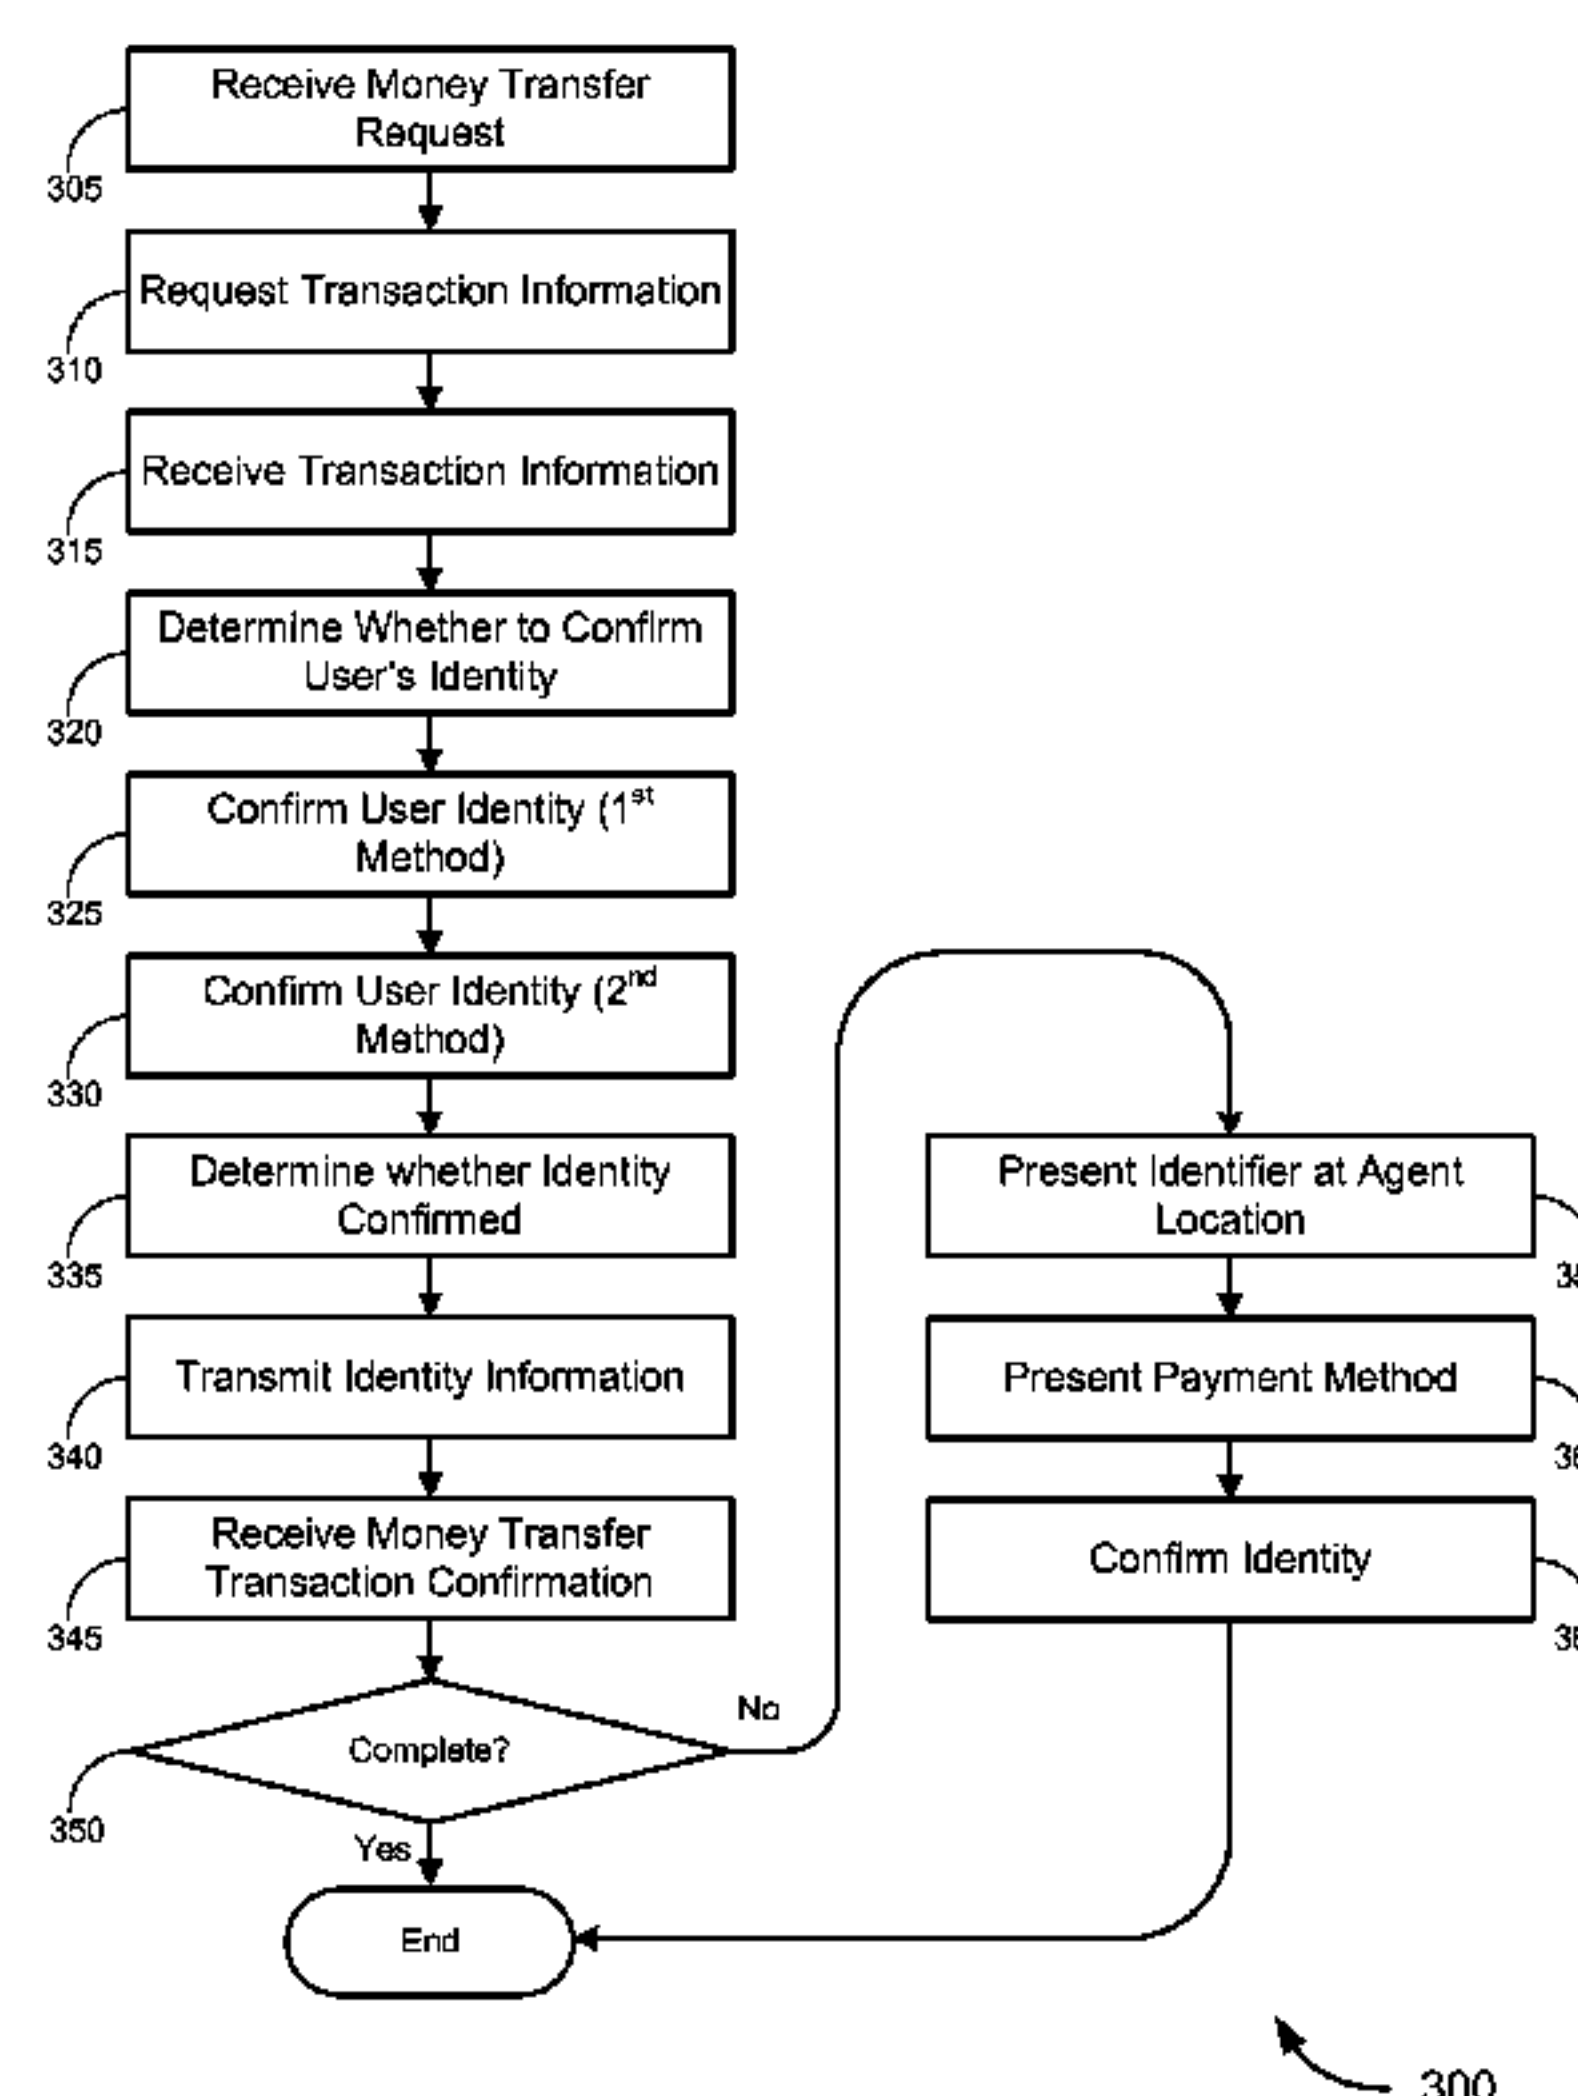 Receive Money Transfer
Request
305
Request Transaction Information
310
Receive Transaction Information
315
Determine Whether to Confirm
User's Identity
320
Confirm User Identity (1st
Method)
325
Confirm User Identity (2nd
Method)
330
Determine whether Identity
Confirmed
335
Transmit Identity Information
340
Receive Money Transfer
Transaction Confirmation
345
Complete?
350
No
Yes
End
Present Identifier at Agent
Location
Present Payment Method
Confirm Identity
300